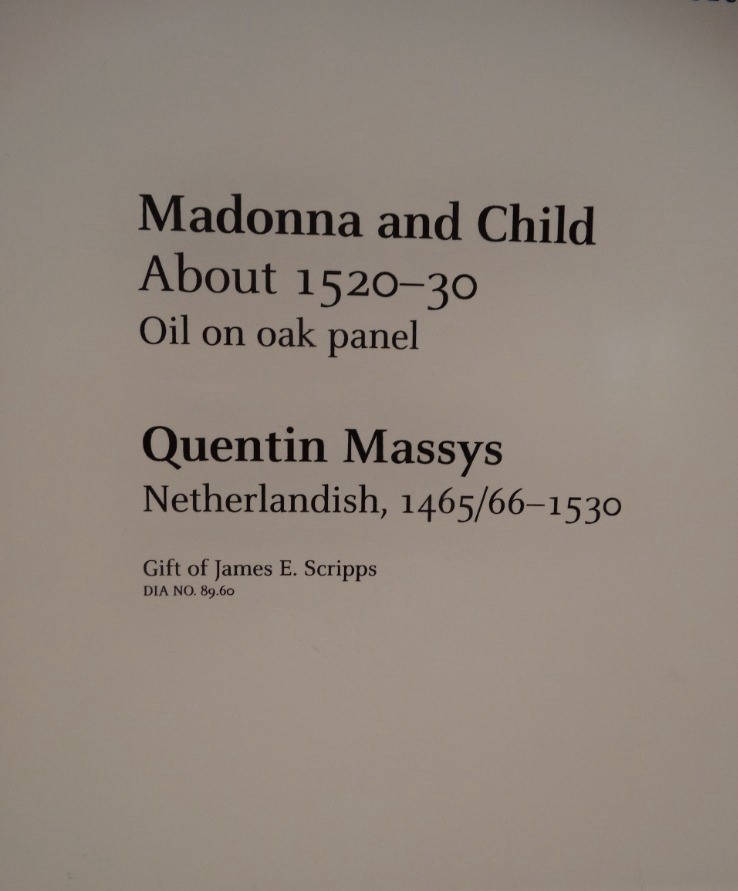 Madonna and Child
About 1520–30
Oil on oak panel
Quentin Massys
Netherlandish, 1465/66–1530
Gift of James E. Scripps
DIA NO. 89.60